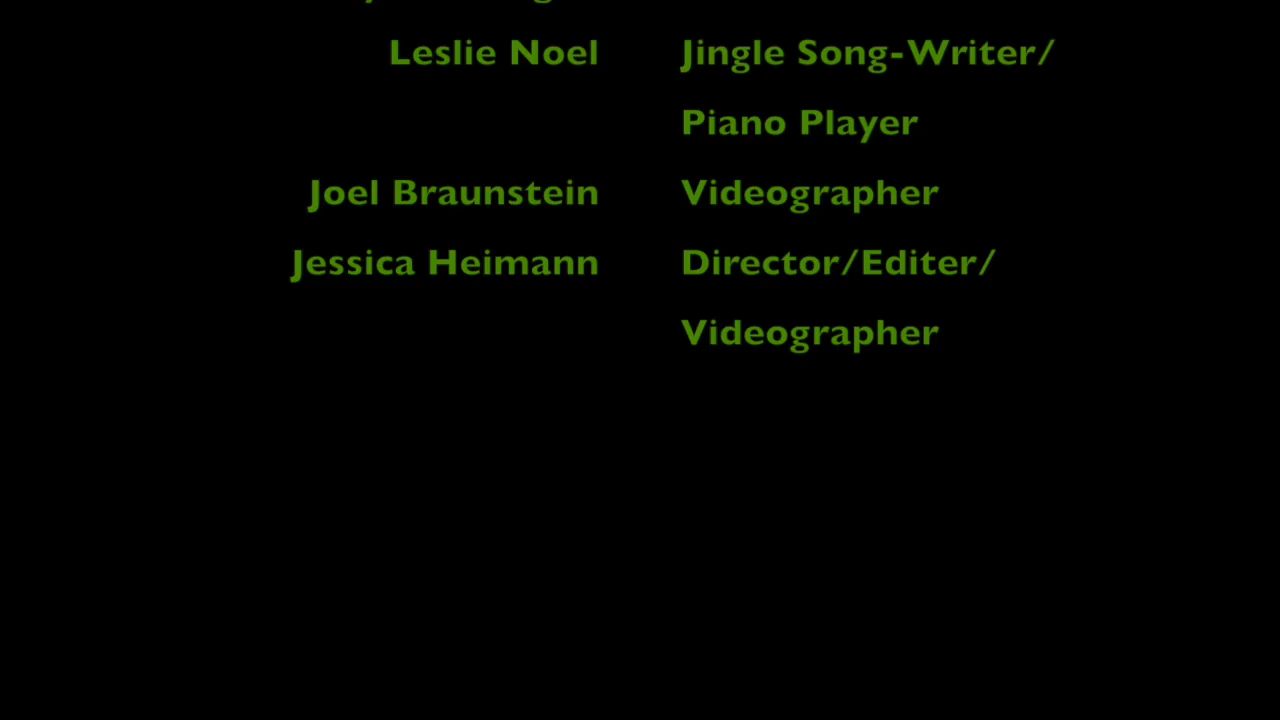 Leslie Noel Jingle Song-Writer/
Piano Player
Joel Braunstein Videographer
Jessica Heimann Director/Editer/
Videographer